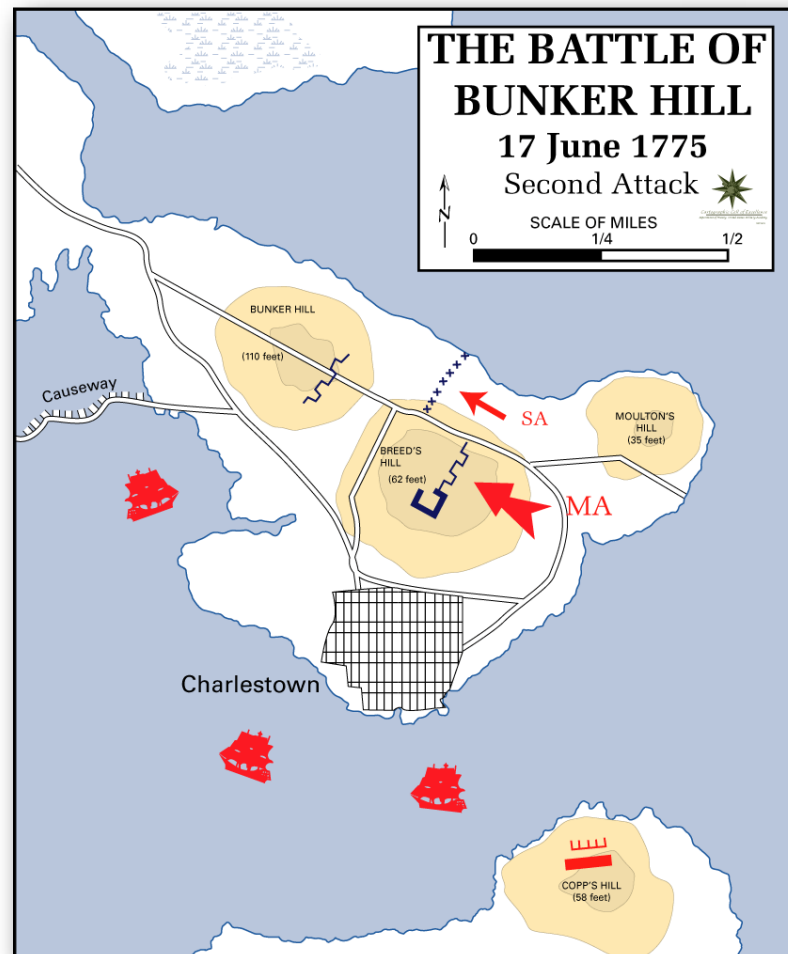 THE BATTLE OF
BUNKER HILL
17 June 1775
Second Attack
N
SCALE OF MILES
0 1/4 1/2
BUNKER HILL
(110 feet)
Causeway
SA
MOULTON'S
HILL
(35 feet)
BREED'S
HILL
(62 feet)
MA
Charlestown
COPP'S HILL
(58 feet)